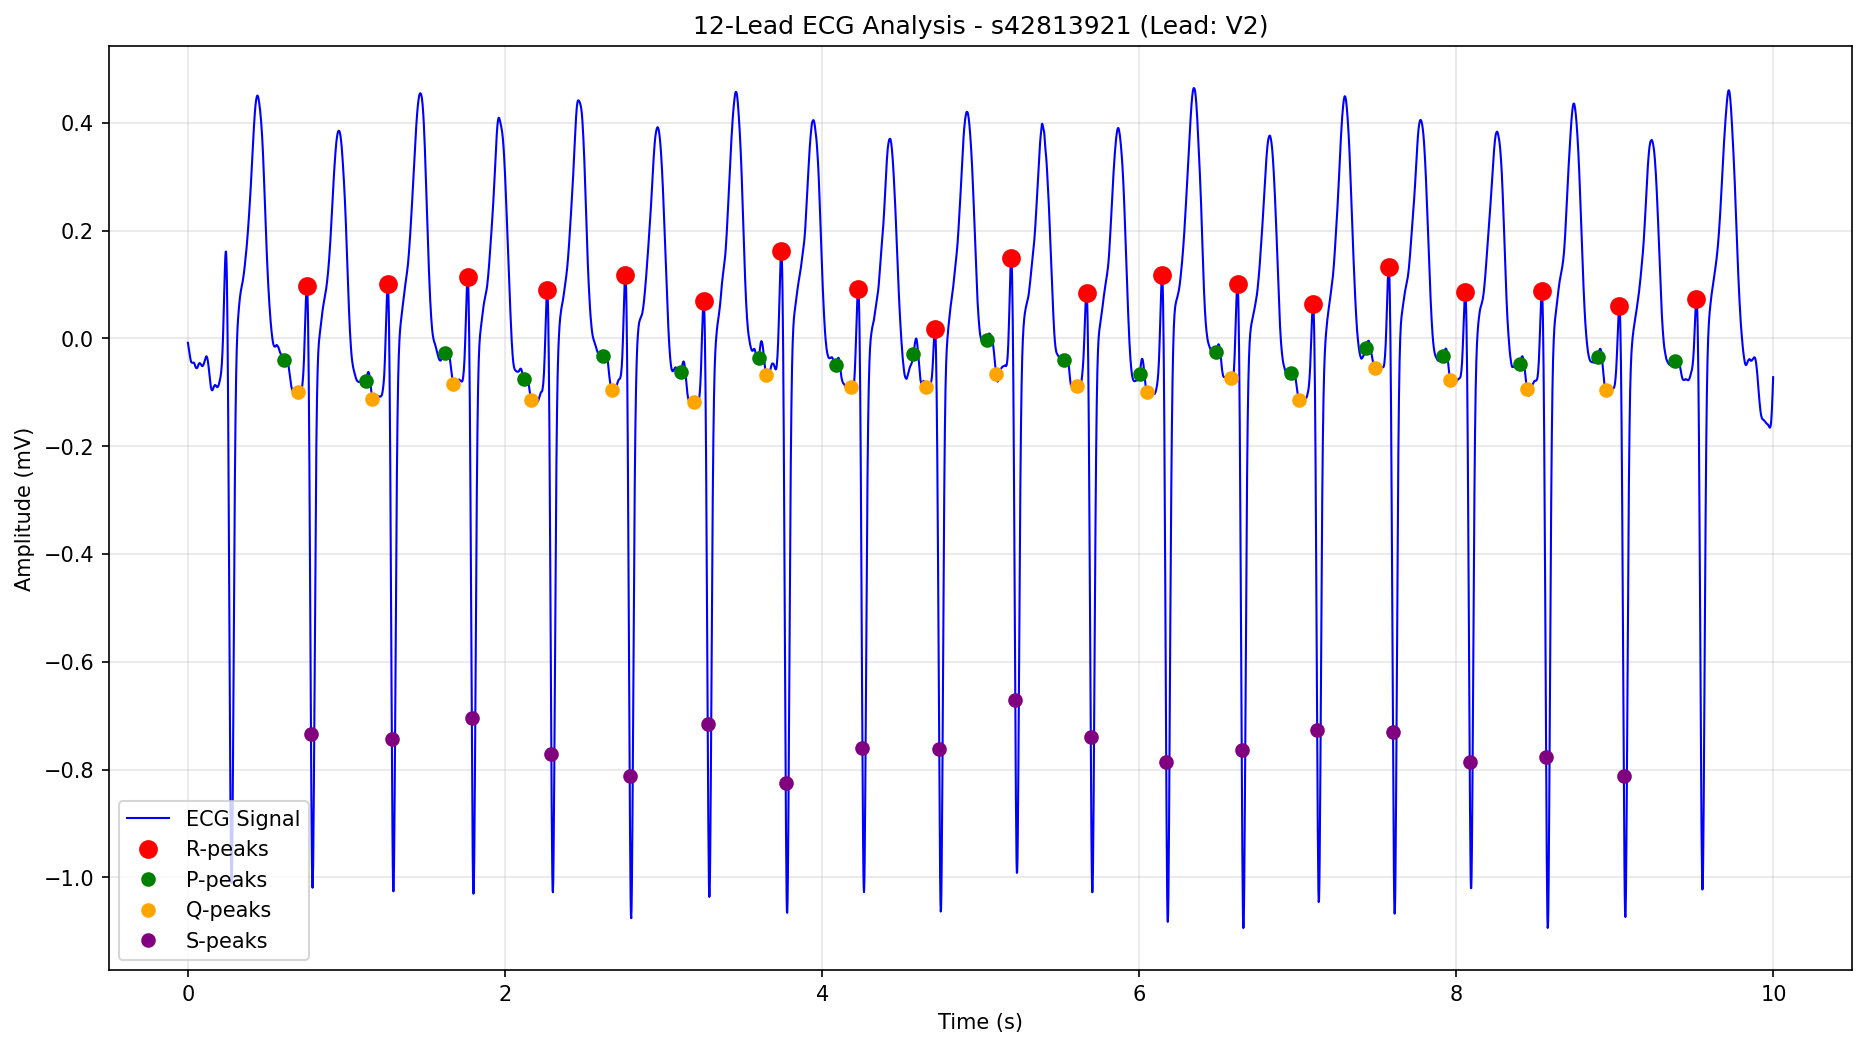 12-Lead ECG Analysis - s42813921 (Lead: V2)
Amplitude (mV)
0.4
0.2
0.0
−0.2
−0.4
−0.6
−0.8
−1.0
ECG Signal
R-peaks
P-peaks
Q-peaks
S-peaks
0 2 4 6 8 10
Time (s)